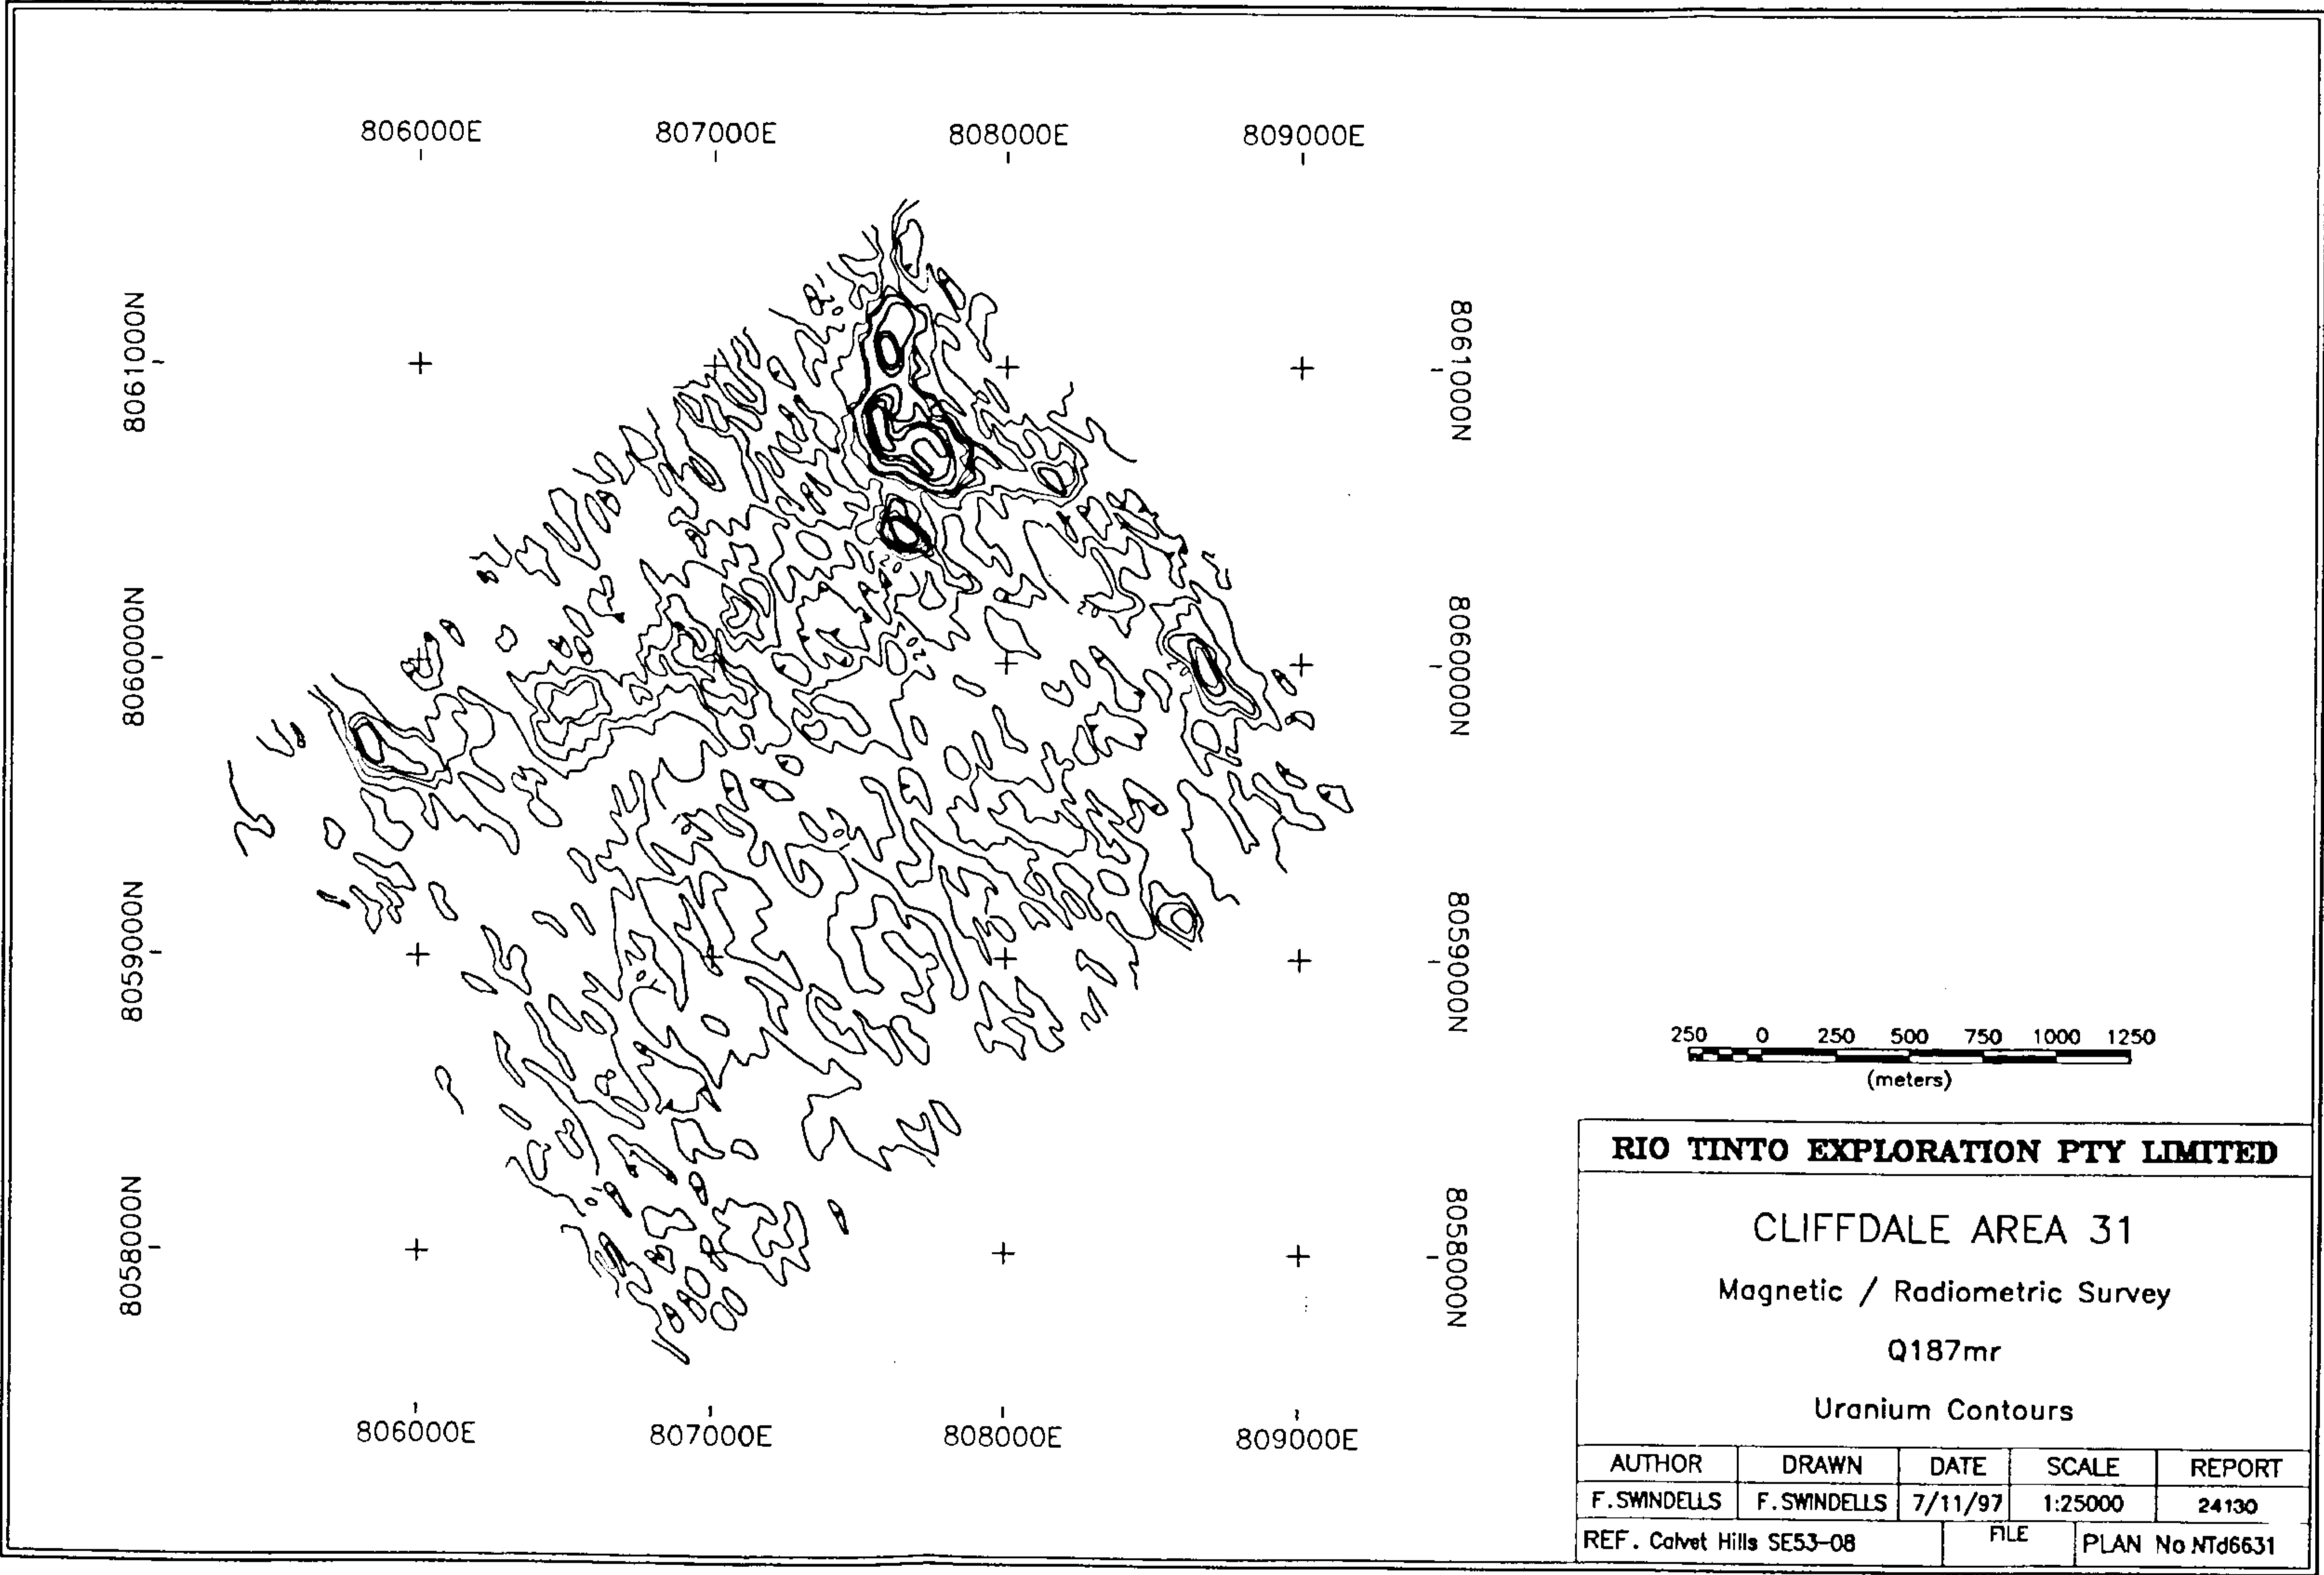 806000E 807000E 808000E 809000E
8061000N 8061000N
8060000N 8060000N
8059000N 8059000N
8058000N 8058000N
806000E 807000E 808000E 809000E
250 0 250 500 750 1000 1250
(meters)
RIO TINTO EXPLORATION PTY LIMITED
CLIFFDALE AREA 31
Magnetic / Radiometric Survey
Q187mr
Uranium Contours
AUTHOR DRAWN DATE SCALE REPORT
F.SWINDELLS F.SWINDELLS 7/11/97 1:25000 24130
REF. Calvet Hills SE53-08 FILE PLAN No NTd6631